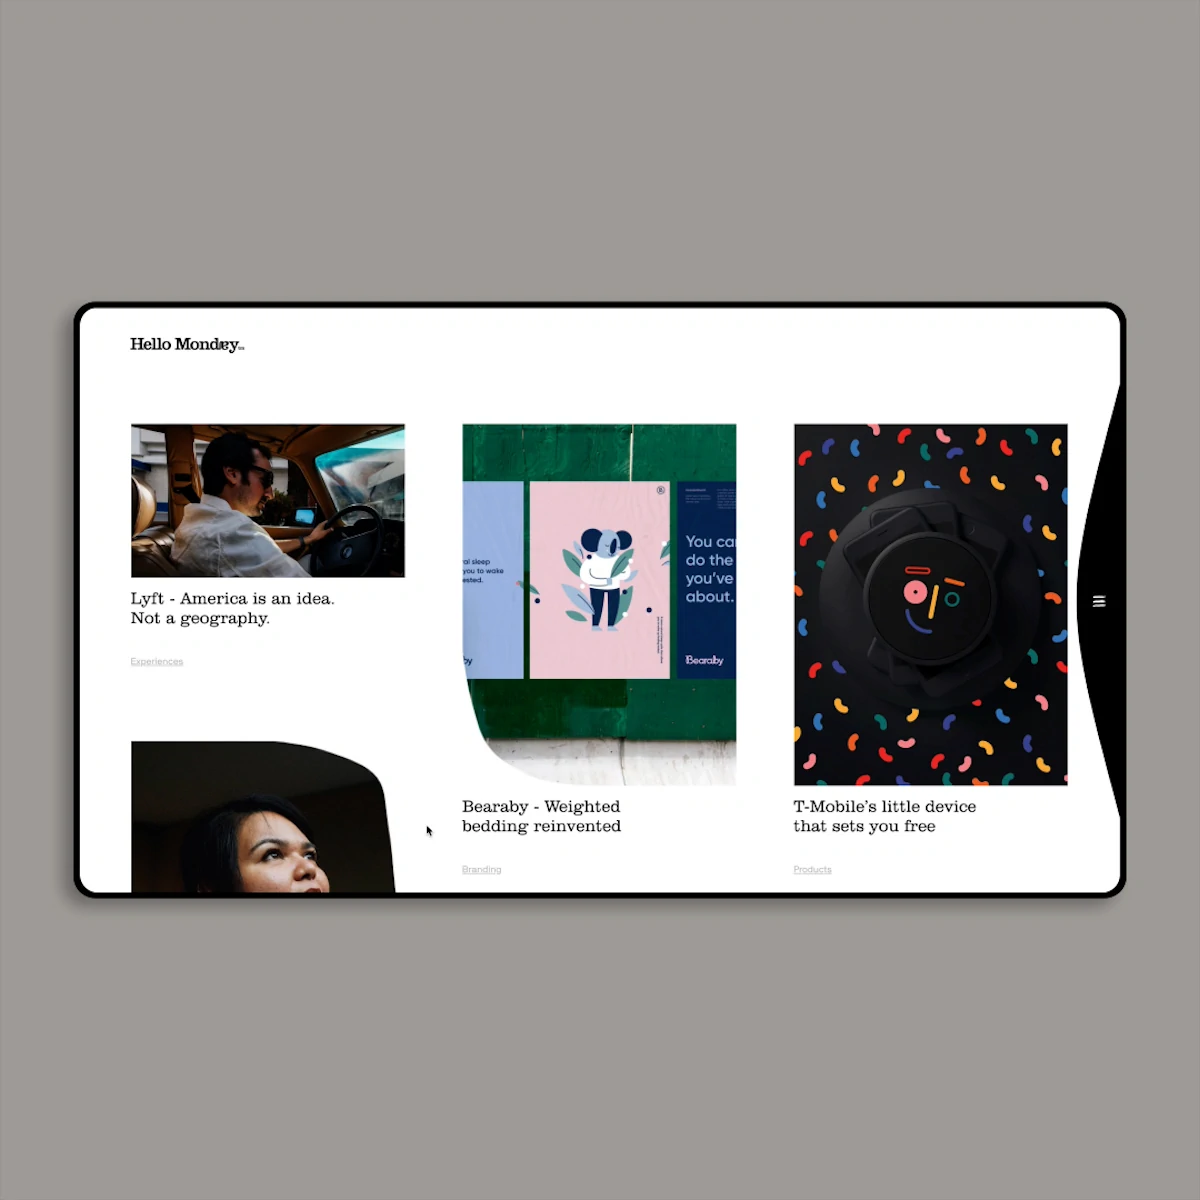 Hello Monday
Lyft - America is an idea.
Not a geography.
Experiences
al sleep
you to wake
ested.
by
You can
do the
you've
about.
Bearaby
Bearaby - Weighted
bedding reinvented
Branding
T-Mobile's little device
that sets you free
Products